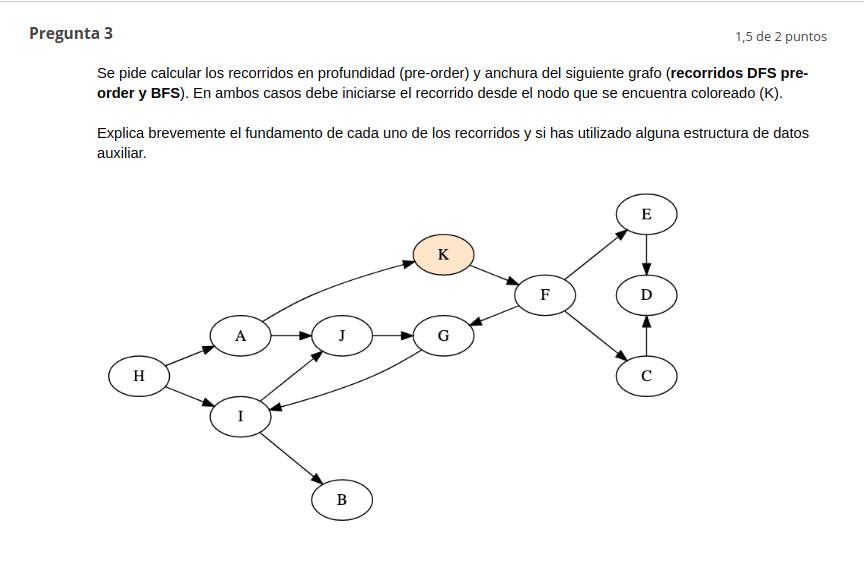 Pregunta 3
1,5 de 2 puntos
Se pide calcular los recorridos en profundidad (pre-order) y anchura del siguiente grafo (recorridos DFS pre-
order y BFS). En ambos casos debe iniciarse el recorrido desde el nodo que se encuentra coloreado (K).
Explica brevemente el fundamento de cada uno de los recorridos y si has utilizado alguna estructura de datos
auxiliar.
E
K
F
D
A
J
G
H
C
I
B